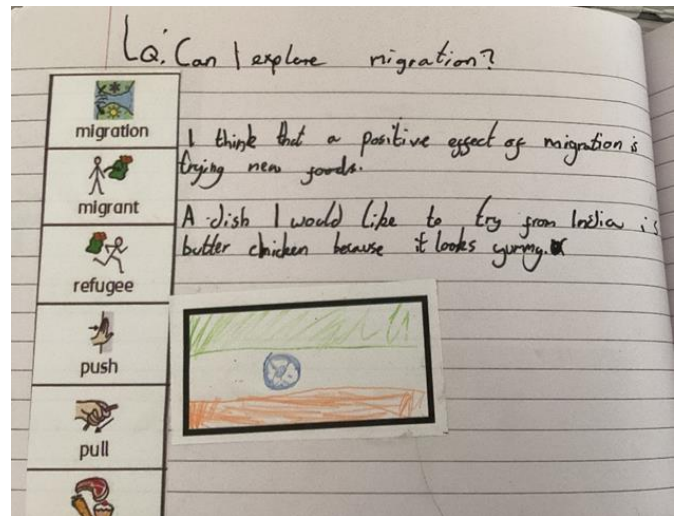 LQ: Can I explore migration?
migration
migrant
refugee
push
pull
I think that a positive effect of migration is
trying new foods.
A dish I would like to try from India is
butter chicken because it looks yummy.